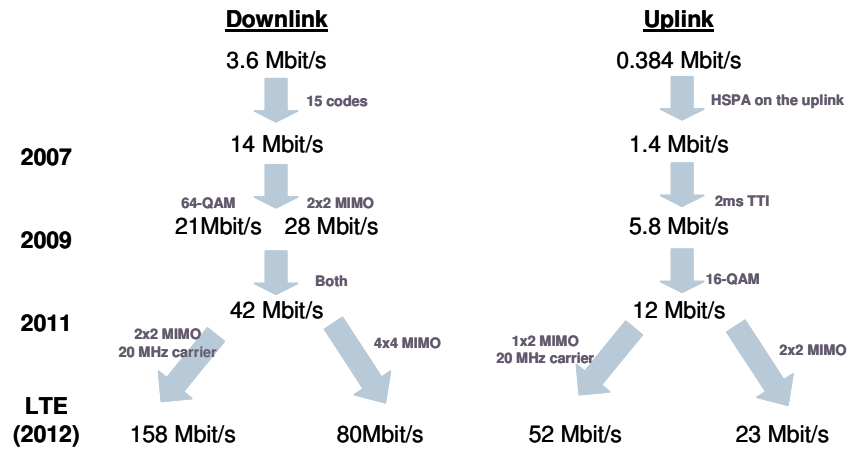 Downlink Uplink
3.6 Mbit/s 0.384 Mbit/s
15 codes HSPA on the uplink
2007 14 Mbit/s 1.4 Mbit/s
64-QAM 2x2 MIMO 2ms TTI
2009 21Mbit/s 28 Mbit/s 5.8 Mbit/s
Both 16-QAM
2011 42 Mbit/s 12 Mbit/s
2x2 MIMO 4x4 MIMO 1x2 MIMO 2x2 MIMO
20 MHz carrier 20 MHz carrier
LTE
(2012) 158 Mbit/s 80Mbit/s 52 Mbit/s 23 Mbit/s